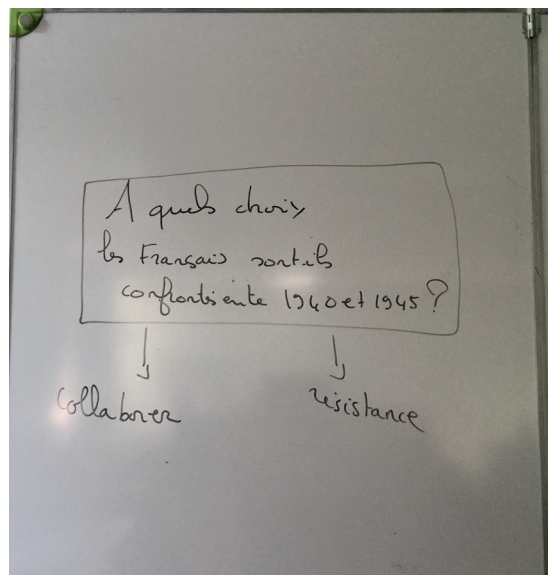 A quels choix
les Français sont-ils
confrontés entre 1940 et 1945 ?
collaborer
résistance